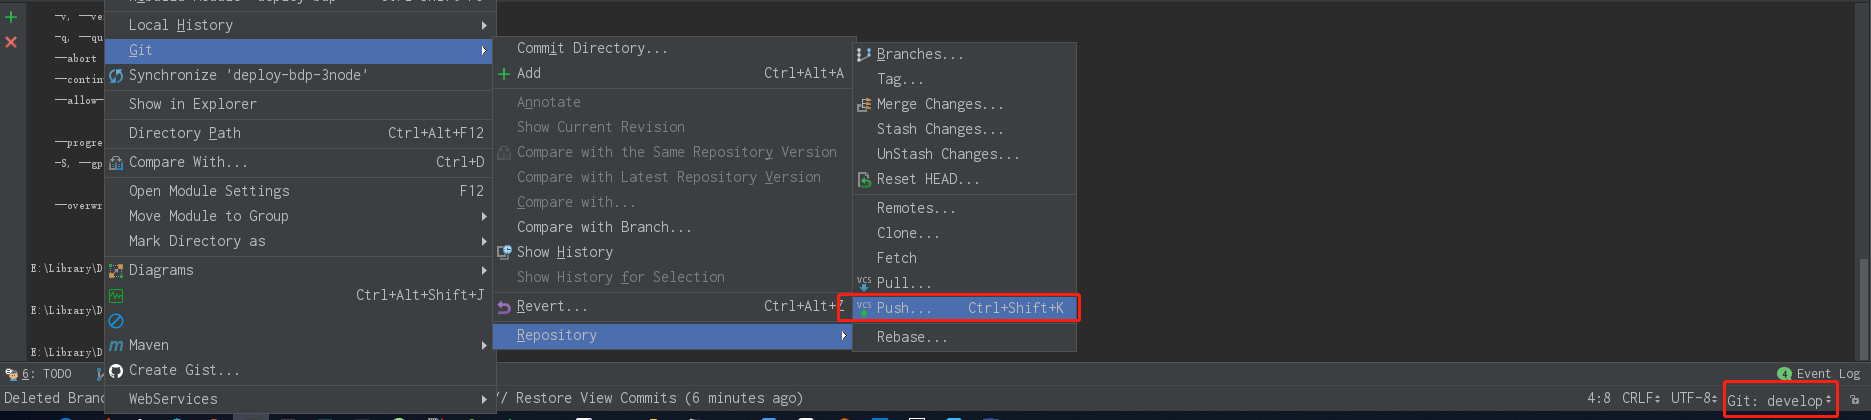 --v, --ve
--q, --qu
--abort
--contin
--allow-
--progre
-S, --gp
--overwr
E:\Library\D
E:\Library\D
E:\Library\D
Local History
Git
Synchronize 'deploy-bdp-3node'
Show in Explorer
Directory Path Ctrl+Alt+F12
Compare With... Ctrl+D
Open Module Settings F12
Move Module to Group
Mark Directory as
Diagrams
Ctrl+Alt+Shift+J
Maven
Create Gist...
WebServices
Commit Directory...
Add Ctrl+Alt+A
Annotate
Show Current Revision
Compare with the Same Repository Version
Compare with Latest Repository Version
Compare with...
Compare with Branch...
Show History
Show History for Selection
Revert... Ctrl+Alt+Z
Repository
Branches...
Tag...
Merge Changes...
Stash Changes...
UnStash Changes...
Reset HEAD...
Remotes...
Clone...
Fetch
VCS Pull...
VCS Push... Ctrl+Shift+K
Rebase...
6: TODO
4 Event Log
Deleted Branc
// Restore View Commits (6 minutes ago)
4:8 CRLF UTF-8 Git: develop